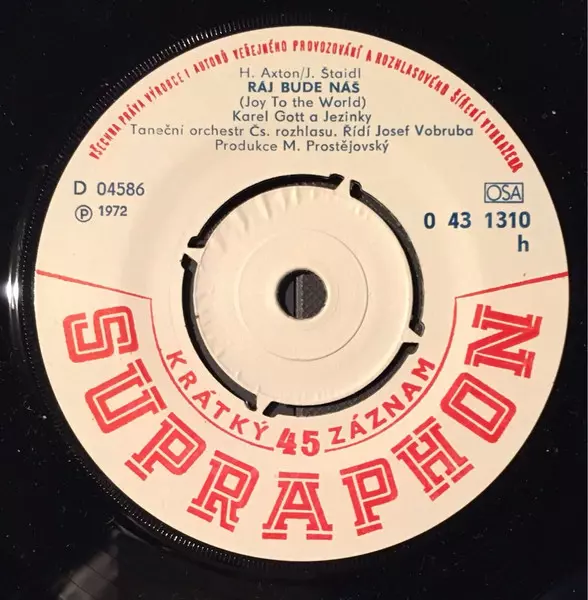 VŠECHNA PRÁVA VÝROBCE I AUTORŮ VEŘEJNÉHO PROVOZOVÁNÍ A ROZHLASOVÉHO ŠÍŘENÍ VYHRAŽENA
H. Axton/J. Štaidl
RÁJ BUDE NÁŠ
(Joy To the World)
Karel Gott a Jezinky
Taneční orchestr Čs. rozhlasu. Řídí Josef Vobruba
Produkce M. Prostějovský
D 04586
℗ 1972
OSA
0 43 1310
h
KRÁTKÝ 45 ZÁZNAM
SUPRAPHON